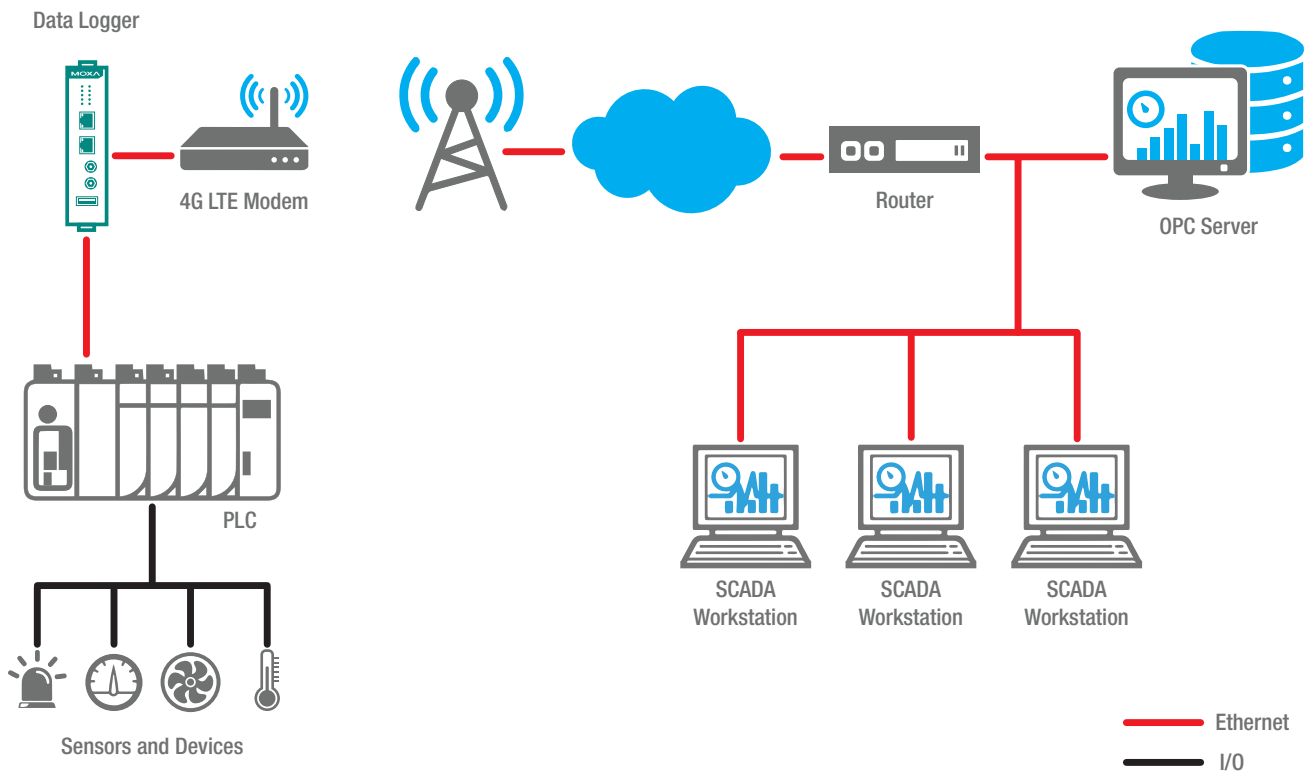 Data Logger
MOXA
4G LTE Modem
Router
OPC Server
PLC
SCADA
Workstation
SCADA
Workstation
SCADA
Workstation
Sensors and Devices
Ethernet
I/O